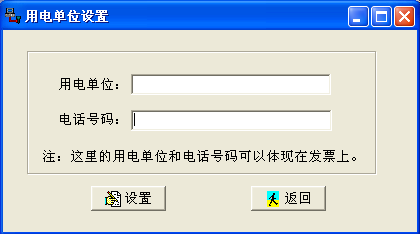 用电单位设置
用电单位：
电话号码：
注：这里的用电单位和电话号码可以体现在发票上。
设置 返回